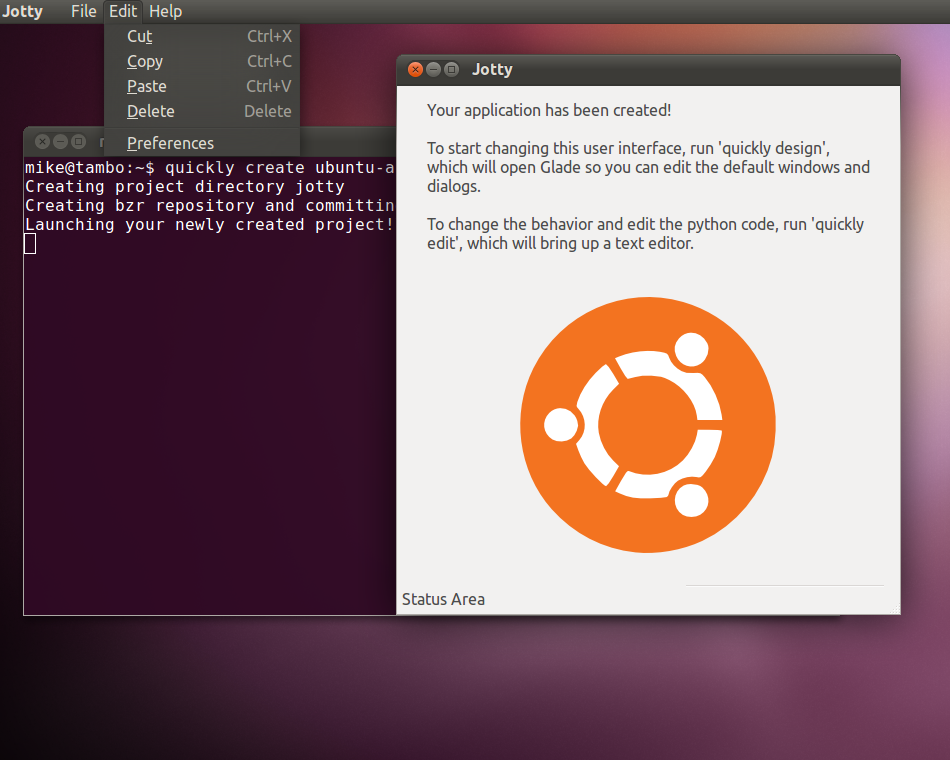 Jotty File Edit Help
Cut Ctrl+X
Copy Ctrl+C
Paste Ctrl+V
Delete Delete
Preferences
mike@tambo:~$ quickly create ubuntu-a
Creating project directory jotty
Creating bzr repository and committin
Launching your newly created project!
Jotty
Your application has been created!
To start changing this user interface, run 'quickly design',
which will open Glade so you can edit the default windows and
dialogs.
To change the behavior and edit the python code, run 'quickly
edit', which will bring up a text editor.
Status Area